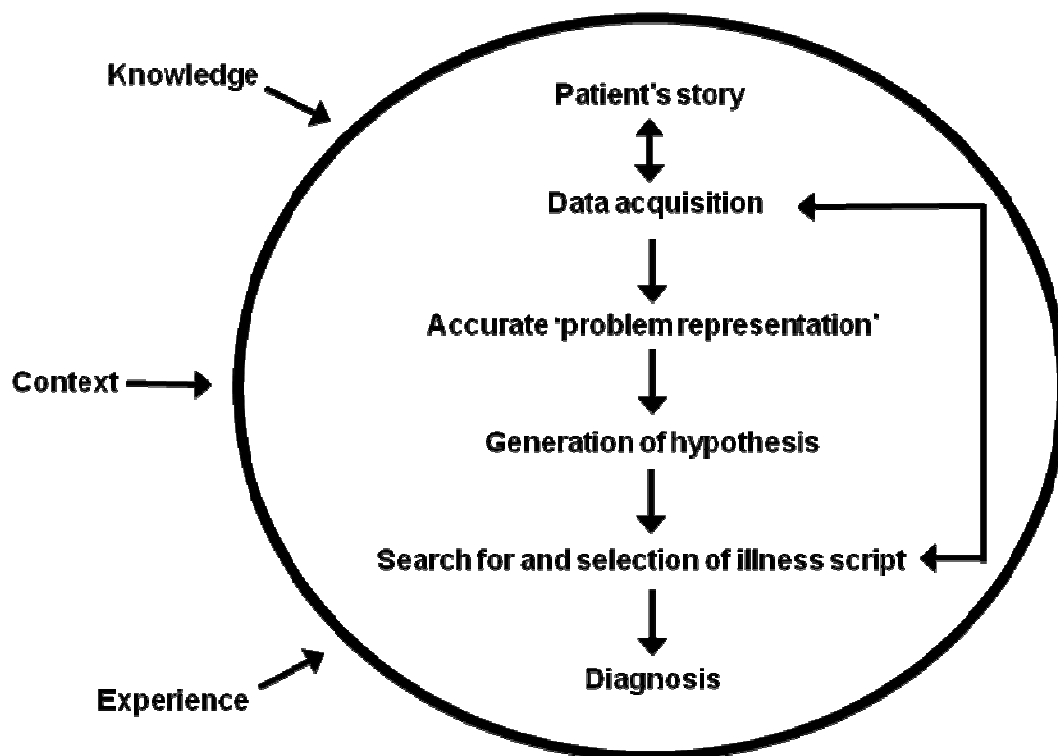 Knowledge
Patient's story
Data acquisition
Accurate 'problem representation'
Context
Generation of hypothesis
Search for and selection of illness script
Diagnosis
Experience